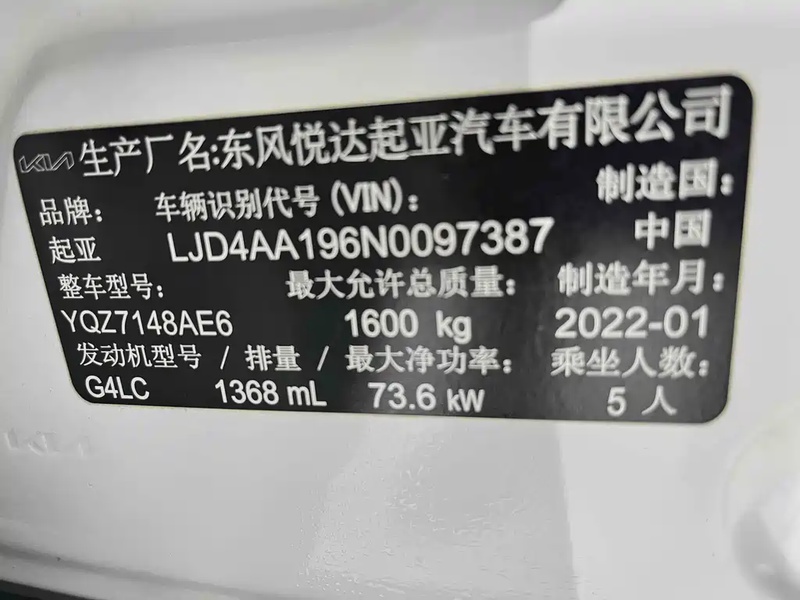 KIA 生产厂名:东风悦达起亚汽车有限公司
品牌: 车辆识别代号(VIN): 制造国:
起亚 LJD4AA196N0097387 中国
整车型号: 最大允许总质量: 制造年月:
YQZ7148AE6 1600 kg 2022-01
发动机型号 / 排量 / 最大净功率: 乘坐人数:
G4LC 1368 mL 73.6 kW 5 人